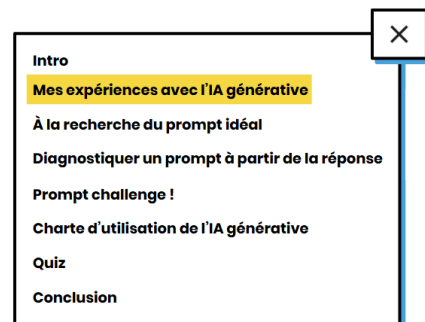 Intro
Mes expériences avec l'IA générative
À la recherche du prompt idéal
Diagnostiquer un prompt à partir de la réponse
Prompt challenge !
Charte d'utilisation de l'IA générative
Quiz
Conclusion